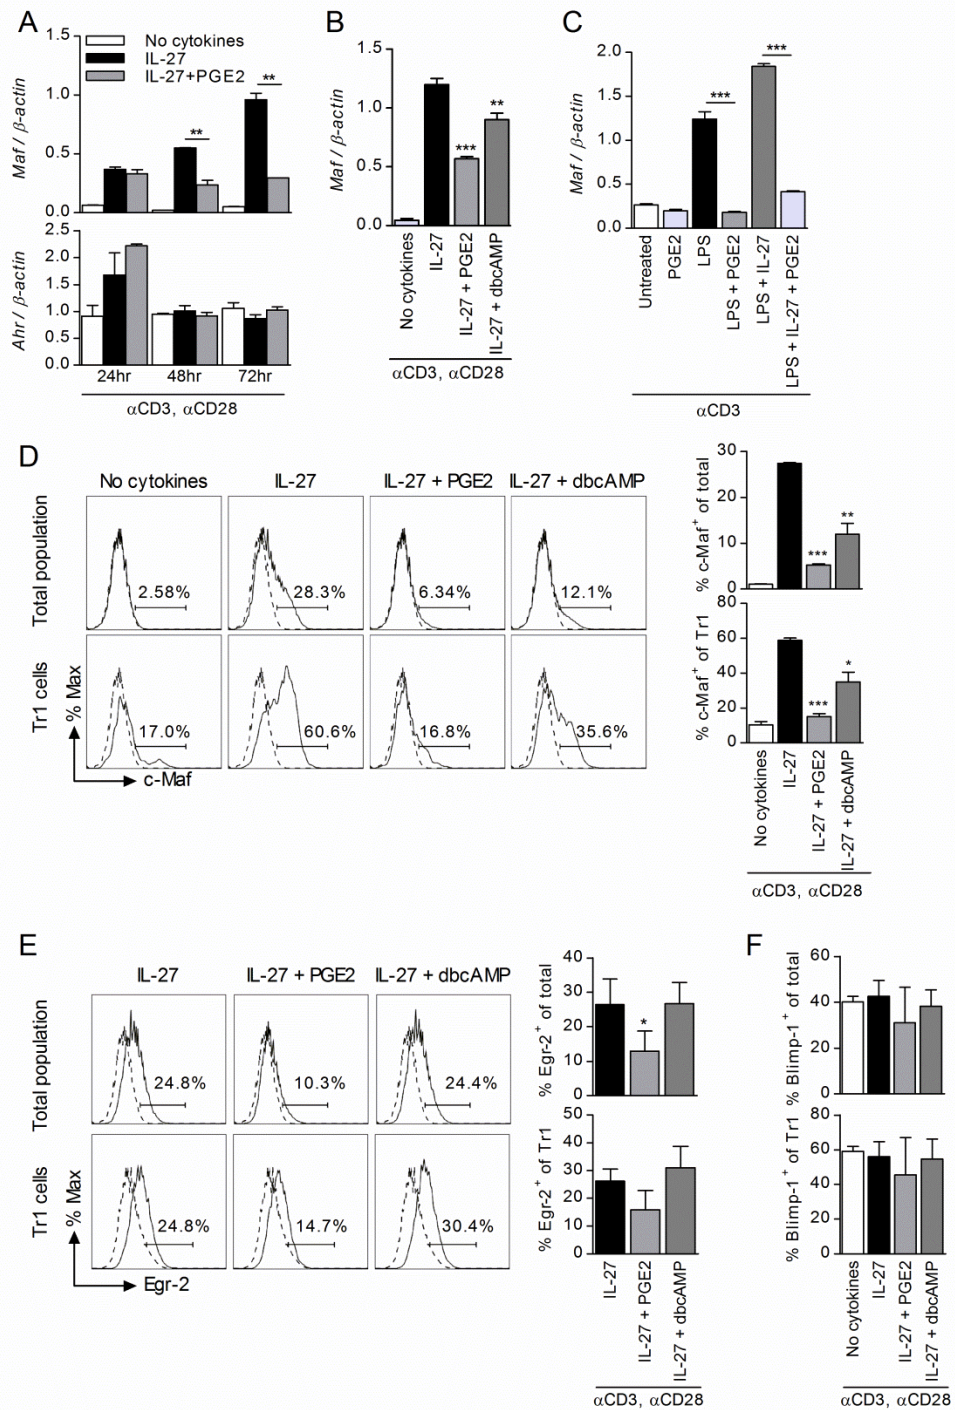 A
No cytokines
IL-27
IL-27+PGE2
1.5
1.0
0.5
0.0
Maf / β-actin
**
**
2.5
2.0
1.5
1.0
0.5
0.0
Ahr / β-actin
24hr 48hr 72hr
αCD3, αCD28
B
1.5
1.0
0.5
0.0
Maf / β-actin
***
**
No cytokines
IL-27
IL-27 + PGE2
IL-27 + dbcAMP
αCD3, αCD28
C
2.0
1.5
1.0
0.5
0.0
Maf / β-actin
***
***
Untreated
PGE2
LPS
LPS + PGE2
LPS + IL-27
LPS + IL-27 + PGE2
αCD3
D
No cytokines IL-27 IL-27 + PGE2 IL-27 + dbcAMP
Total population
2.58% 28.3% 6.34% 12.1%
Tr1 cells
% Max
17.0% 60.6% 16.8% 35.6%
c-Maf
30
20
10
0
% c-Maf+ of total
***
**
80
60
40
20
0
% c-Maf+ of Tr1
***
*
No cytokines
IL-27
IL-27 + PGE2
IL-27 + dbcAMP
αCD3, αCD28
E
IL-27 IL-27 + PGE2 IL-27 + dbcAMP
Total population
24.8% 10.3% 24.4%
Tr1 cells
% Max
24.8% 14.7% 30.4%
Egr-2
40
30
20
10
0
% Egr-2+ of total
*
50
40
30
20
10
0
% Egr-2+ of Tr1
IL-27
IL-27 + PGE2
IL-27 + dbcAMP
αCD3, αCD28
F
60
40
20
0
% Blimp-1+ of total
80
60
40
20
0
% Blimp-1+ of Tr1
No cytokines
IL-27
IL-27 + PGE2
IL-27 + dbcAMP
αCD3, αCD28